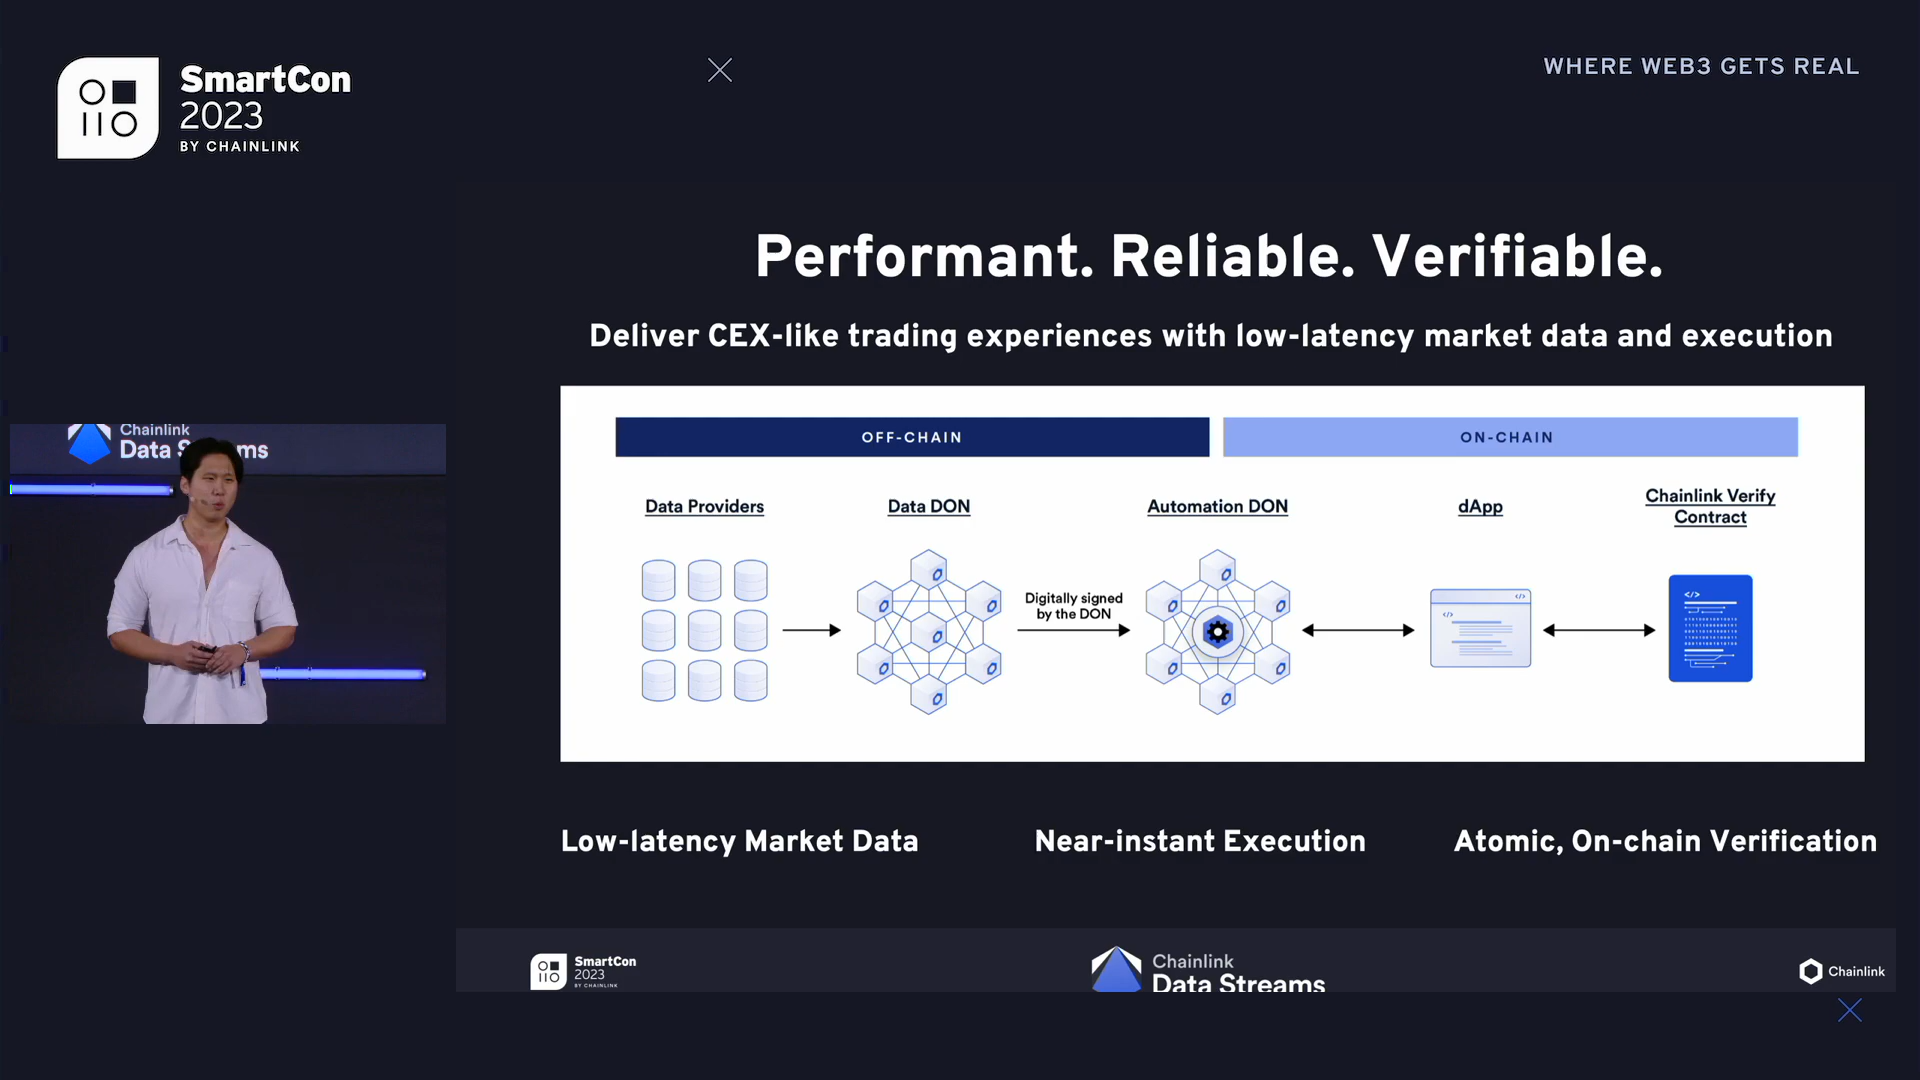 SmartCon
2023
BY CHAINLINK
WHERE WEB3 GETS REAL
Performant. Reliable. Verifiable.
Deliver CEX-like trading experiences with low-latency market data and execution
OFF-CHAIN
ON-CHAIN
Data Providers
Data DON
Automation DON
dApp
Chainlink Verify
Contract
Digitally signed
by the DON
Low-latency Market Data
Near-instant Execution
Atomic, On-chain Verification
Chainlink
Data Streams
SmartCon
2023
BY CHAINLINK
Chainlink
Data Streams
Chainlink